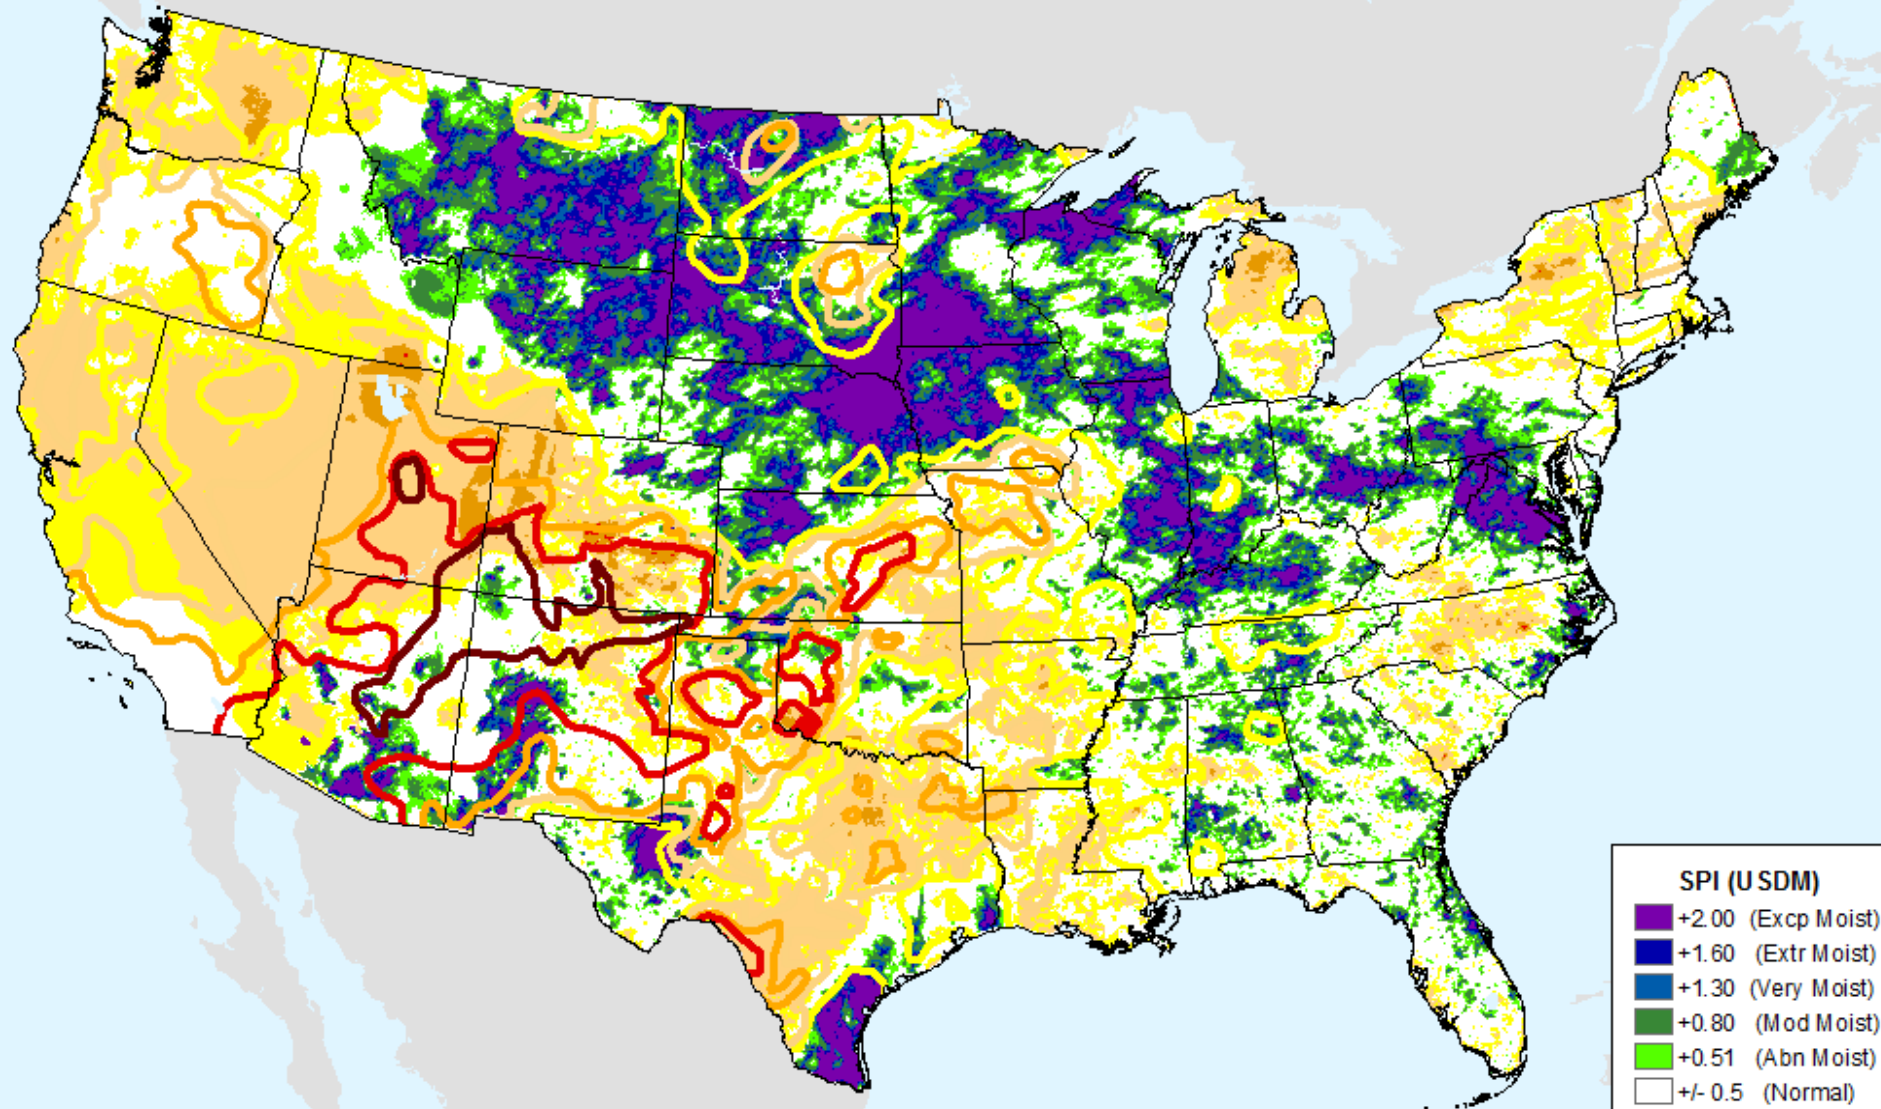 SPI (USDM)
+2.00 (Excp Moist)
+1.60 (Extr Moist)
+1.30 (Very Moist)
+0.80 (Mod Moist)
+0.51 (Abn Moist)
+/- 0.5 (Normal)